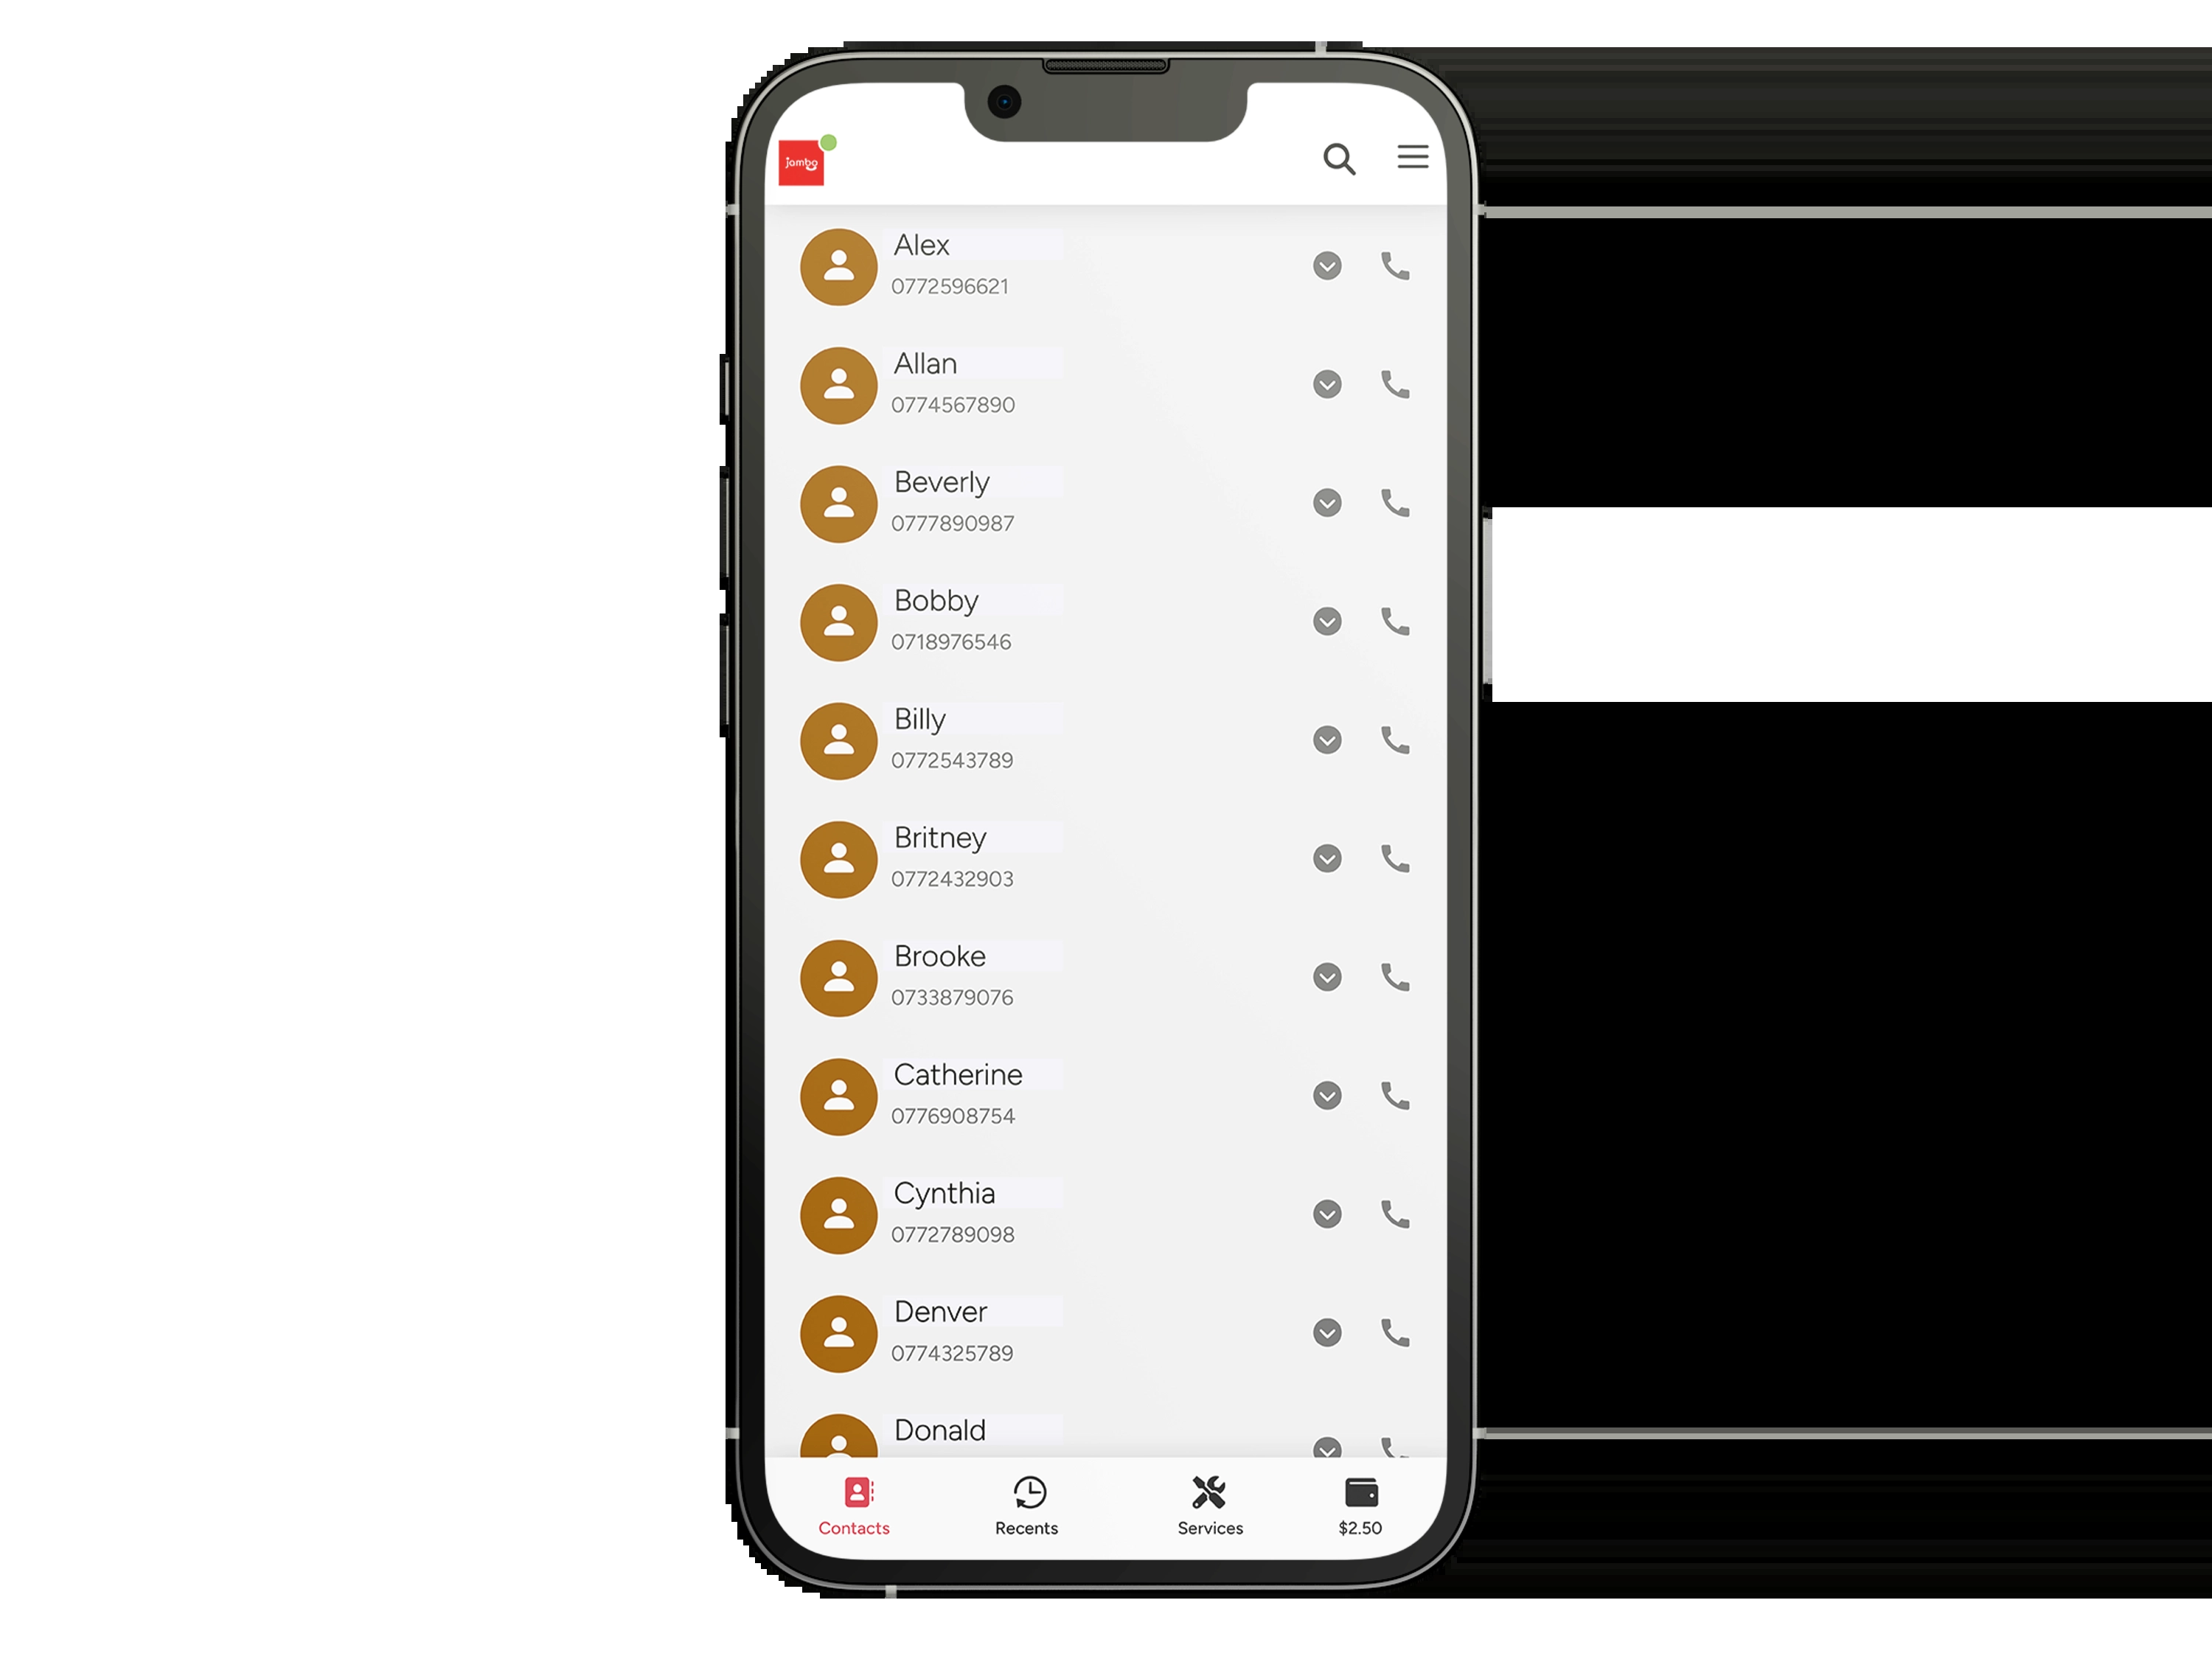 jambo
Alex
0772596621
Allan
0774567890
Beverly
0777890987
Bobby
0718976546
Billy
0772543789
Britney
0772432903
Brooke
0733879076
Catherine
0776908754
Cynthia
0772789098
Denver
0774325789
Donald
Contacts
Recents
Services
$2.50